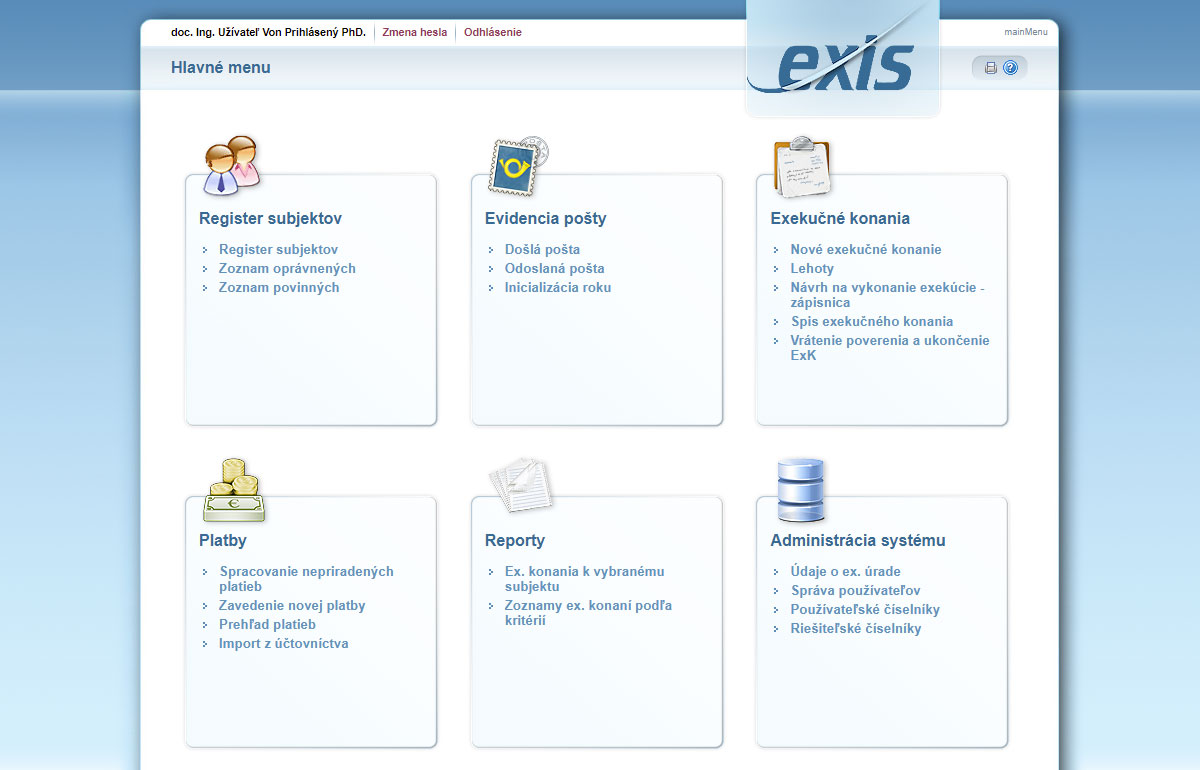 doc. Ing. Užívateľ Von Prihlásený PhD. Zmena hesla Odhlásenie
mainMenu
Hlavné menu
exis
Register subjektov
Register subjektov
Zoznam oprávnených
Zoznam povinných
Evidencia pošty
Došlá pošta
Odoslaná pošta
Inicializácia roku
Exekučné konania
Nové exekučné konanie
Lehoty
Návrh na vykonanie exekúcie -
zápisnica
Spis exekučného konania
Vrátenie poverenia a ukončenie
ExK
Platby
Spracovanie nepriradených
platieb
Zavedenie novej platby
Prehľad platieb
Import z účtovníctva
Reporty
Ex. konania k vybranému
subjektu
Zoznamy ex. konaní podľa
kritérií
Administrácia systému
Údaje o ex. úrade
Správa používateľov
Používateľské číselníky
Riešiteľské číselníky